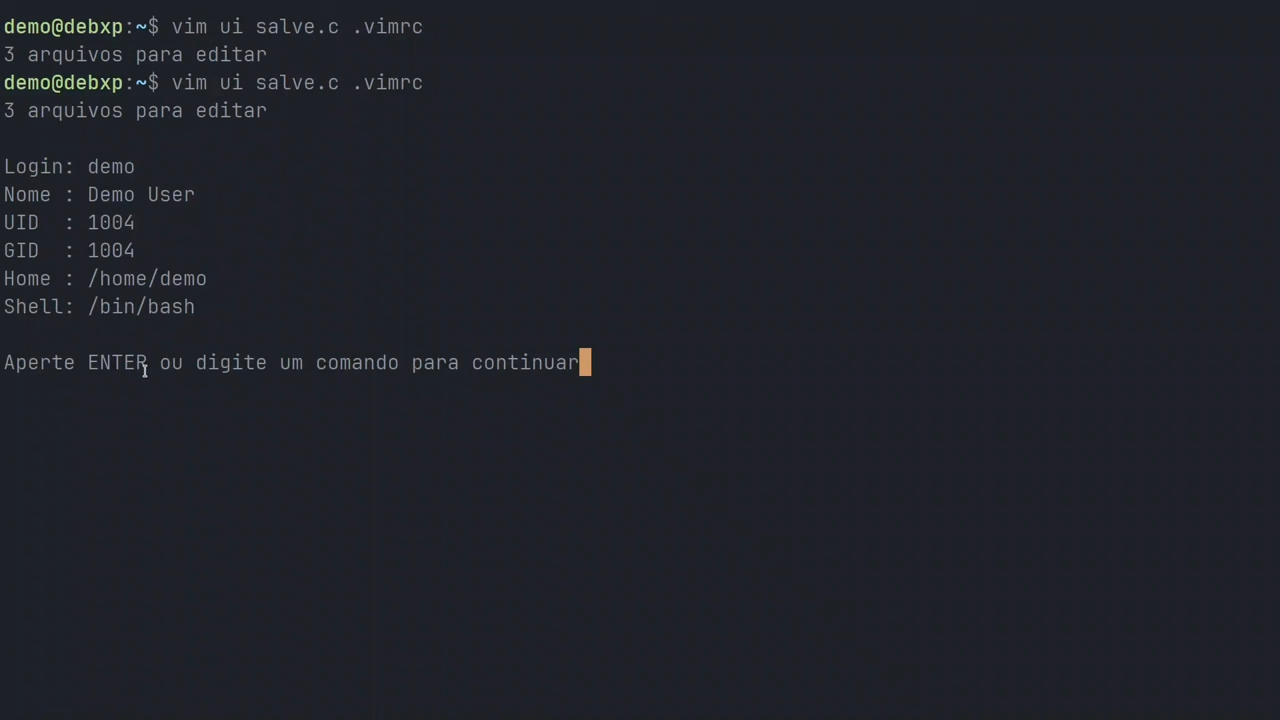 demo@debxp:~$ vim ui salve.c .vimrc
3 arquivos para editar
demo@debxp:~$ vim ui salve.c .vimrc
3 arquivos para editar
Login: demo
Nome : Demo User
UID  : 1004
GID  : 1004
Home : /home/demo
Shell: /bin/bash
Aperte ENTER ou digite um comando para continuar